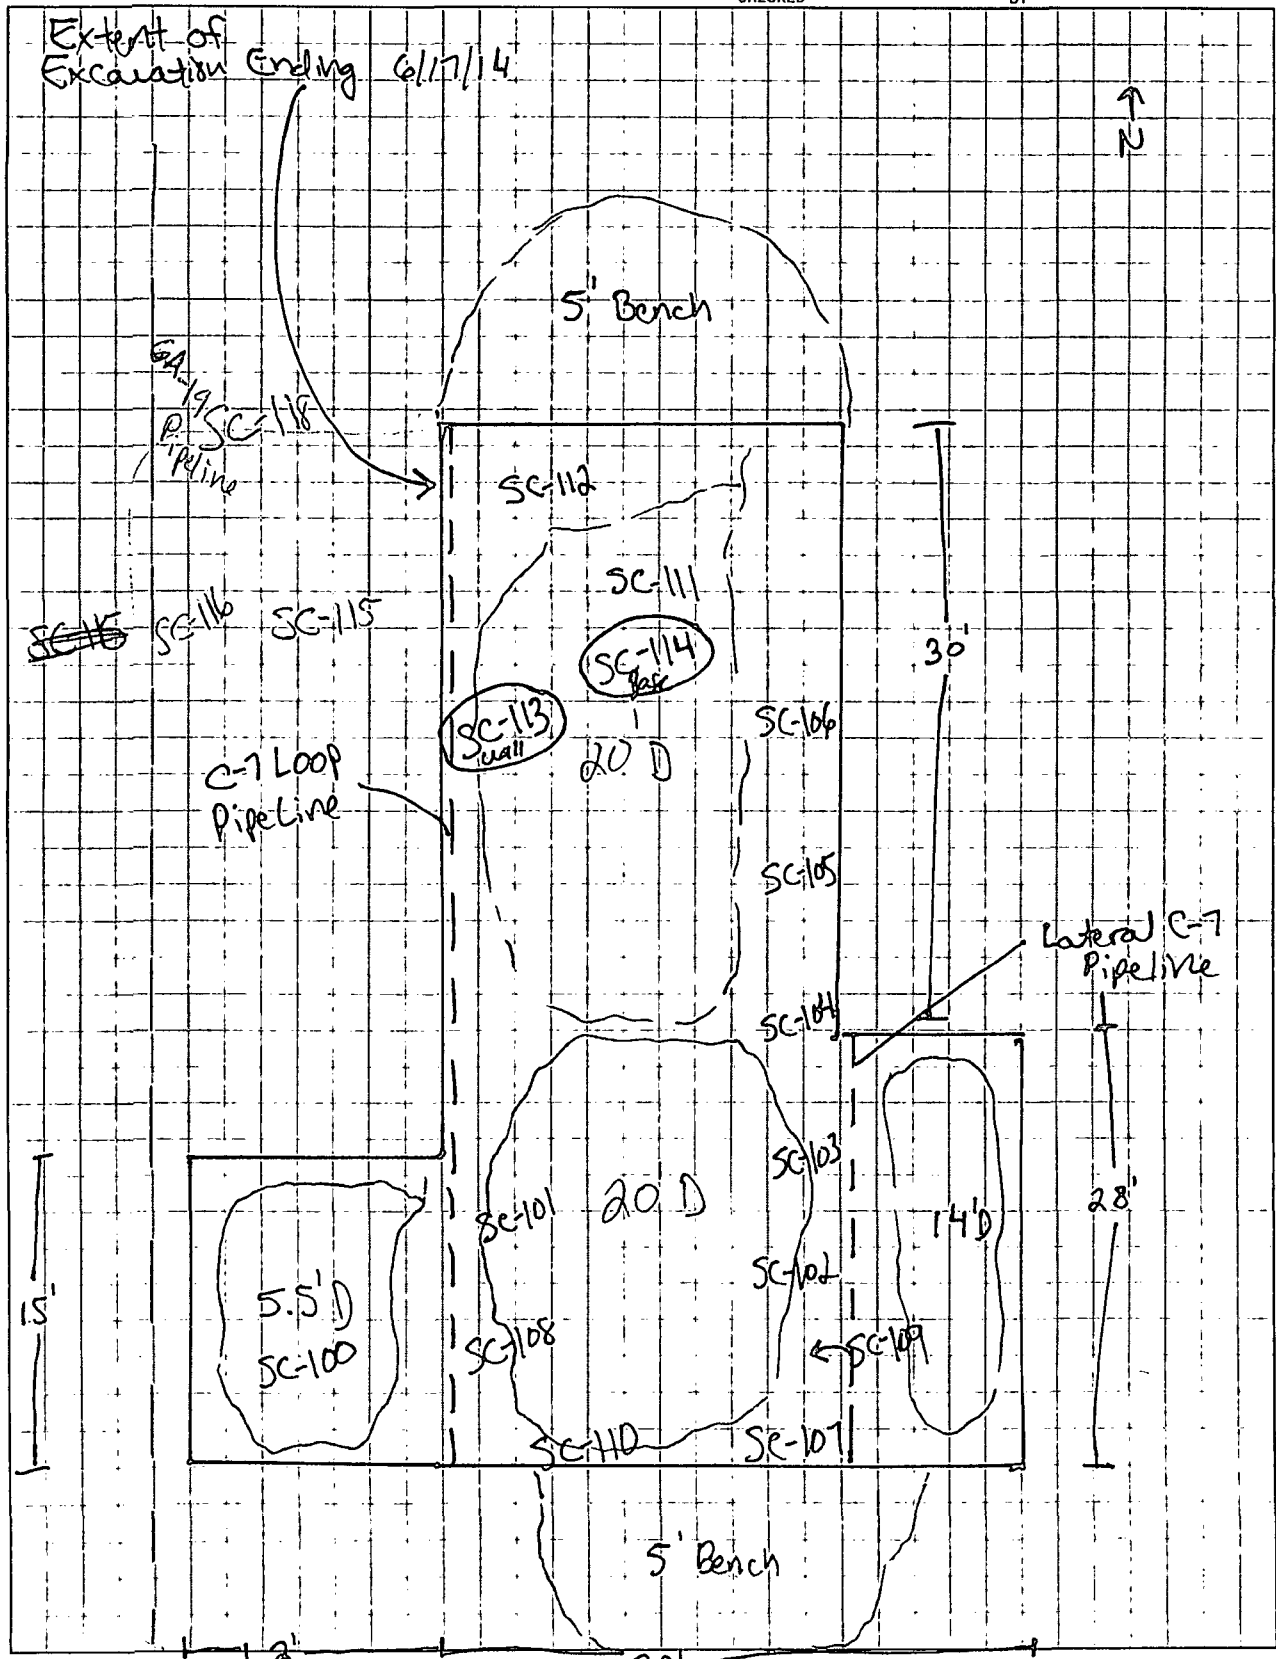 Extent of
Excavation Ending 6/17/14
↑
N
5' Bench
GA-19
Pipeline
SC-118
SC-112
SC-111
SC-116
SC-115
SC-114
Base
30'
SC-113
wall
SC-106
20' D
C-7 Loop
Pipeline
SC-105
Lateral C-7
Pipeline
SC-104
SC-103
SC-101
20' D
14' D
28'
SC-102
15'
5.5' D
SC-100
SC-108
SC-109
SC-110
SC-107
5' Bench